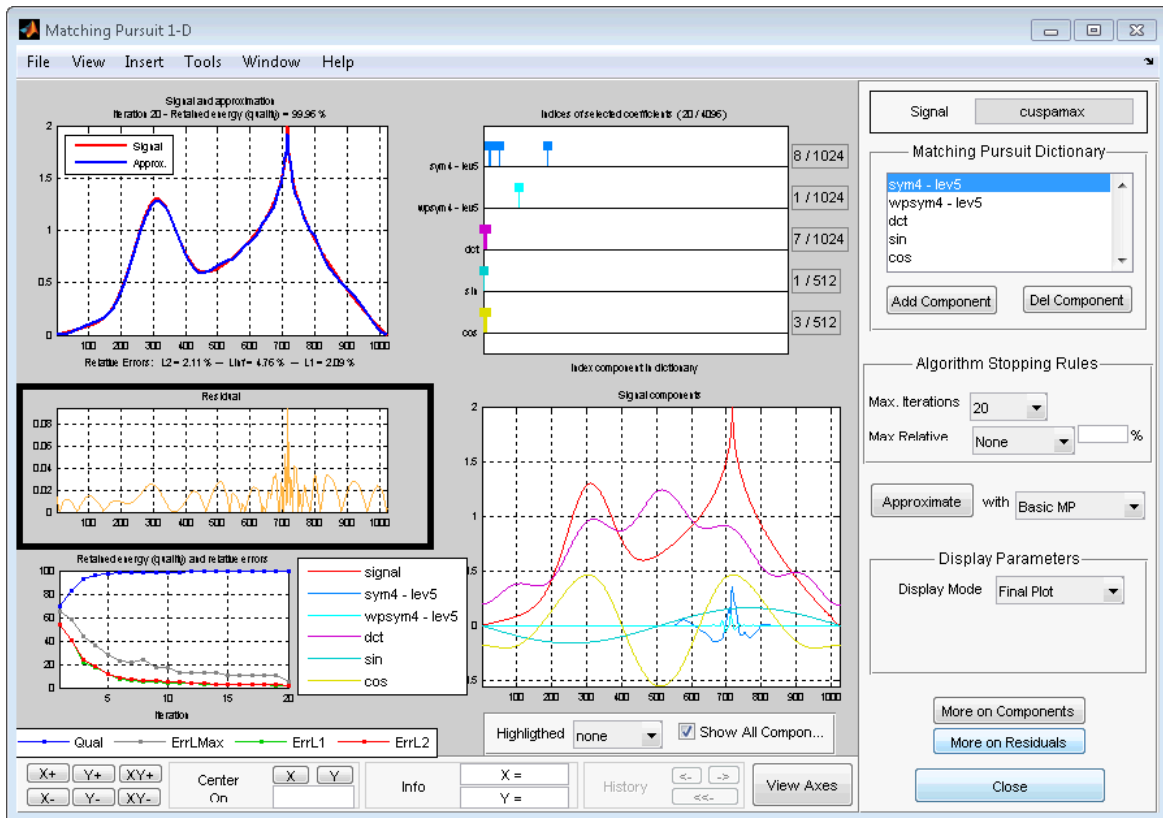 Matching Pursuit 1-D
File View Insert Tools Window Help
Signal and approximation
Iteration 20 - Retained energy (quality) = 99.96 %
2
1.5
1
0.5
0
Signal
Approx.
100 200 300 400 500 600 700 800 900 1000
Relative Errors: L2 = 2.11 % — LInf = 4.76 % — L1 = 2.09 %
Indices of selected coefficients (20 / 4096)
sym4 - lev5
8 / 1024
wpsym4 - lev5
1 / 1024
dct
7 / 1024
sin
1 / 512
cos
3 / 512
Index component in dictionary
Residual
0.08
0.06
0.04
0.02
0
100 200 300 400 500 600 700 800 900 1000
Signal components
2
1.5
1
0.5
0
0.5
100 200 300 400 500 600 700 800 900 1000
Retained energy (quality) and relative errors
100
80
60
40
20
0
5 10 15 20
Iteration
signal
sym4 - lev5
wpsym4 - lev5
dct
sin
cos
Qual ErrLMax ErrL1 ErrL2
Highligthed none Show All Compon...
X+ Y+ XY+
X- Y- XY-
Center
On
X Y
Info
X =
Y =
History
<- ->
<<-
View Axes
Signal cuspamax
Matching Pursuit Dictionary
sym4 - lev5
wpsym4 - lev5
dct
sin
cos
Add Component Del Component
Algorithm Stopping Rules
Max. Iterations 20
Max Relative None %
Approximate with Basic MP
Display Parameters
Display Mode Final Plot
More on Components
More on Residuals
Close